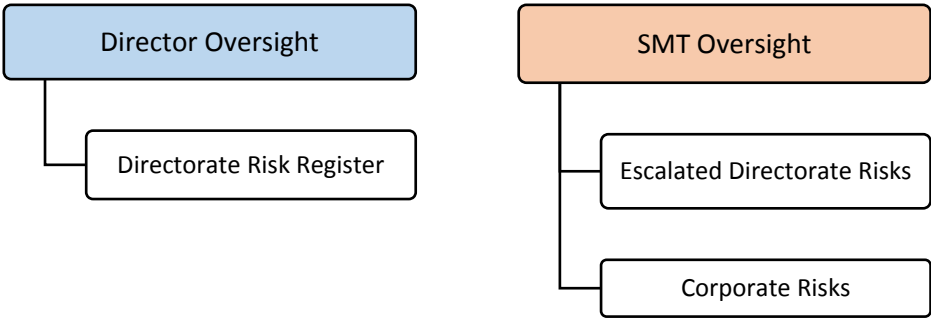 Director Oversight
Directorate Risk Register
SMT Oversight
Escalated Directorate Risks
Corporate Risks